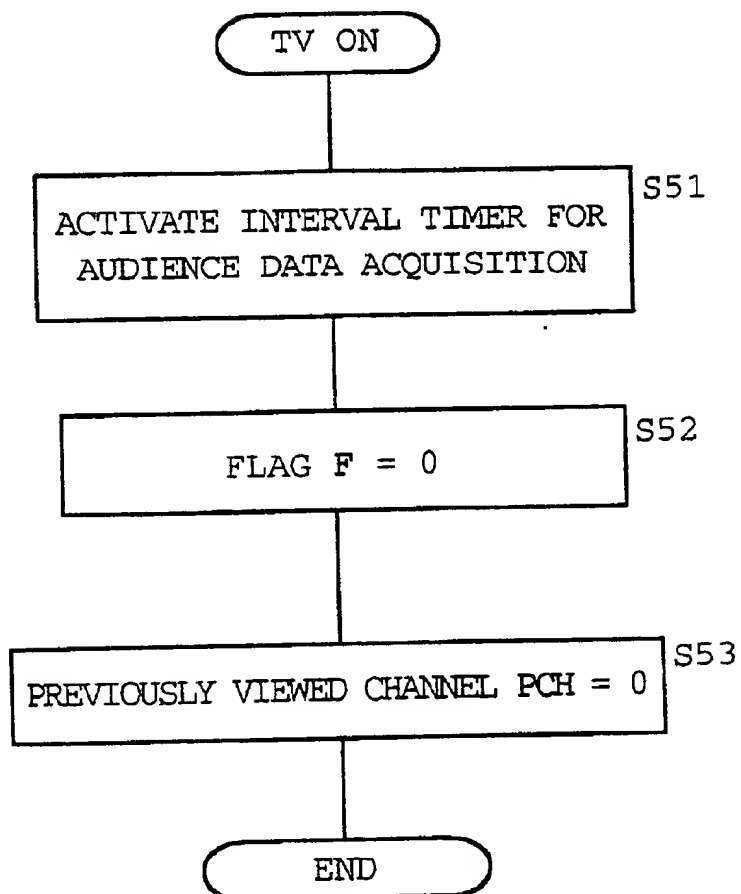 TV ON
S51
ACTIVATE INTERVAL TIMER FOR
AUDIENCE DATA ACQUISITION
S52
FLAG F = 0
S53
PREVIOUSLY VIEWED CHANNEL PCH = 0
END